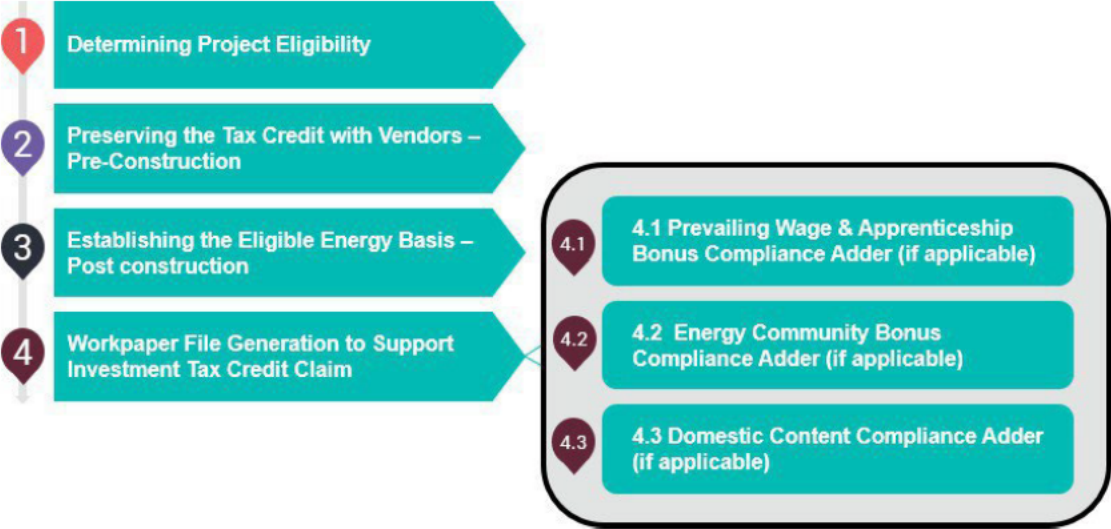 1
Determining Project Eligibility
2
Preserving the Tax Credit with Vendors –
Pre-Construction
3
Establishing the Eligible Energy Basis –
Post construction
4
Workpaper File Generation to Support
Investment Tax Credit Claim
4.1
4.1 Prevailing Wage & Apprenticeship
Bonus Compliance Adder (if applicable)
4.2
4.2 Energy Community Bonus
Compliance Adder (if applicable)
4.3
4.3 Domestic Content Compliance Adder
(if applicable)